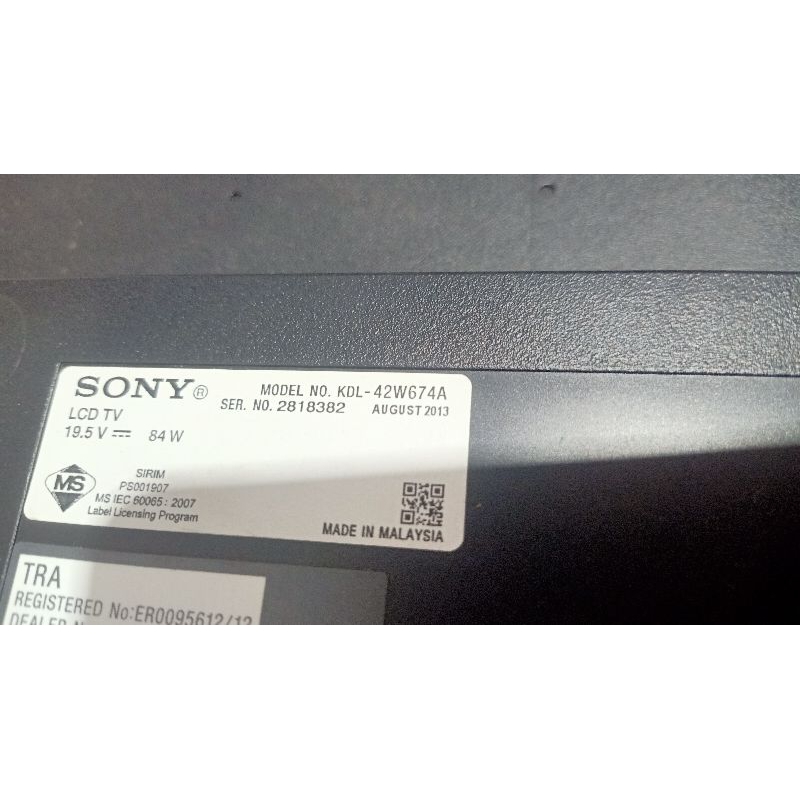 SONY®
MODEL NO. KDL-42W674A
LCD TV
SER. NO. 2818382
AUGUST 2013
19.5 V ⎓ 84 W
MS
SIRIM
PS001907
MS IEC 60065 : 2007
Label Licensing Program
MADE IN MALAYSIA
TRA
REGISTERED No:ER0095612/12
DEALER